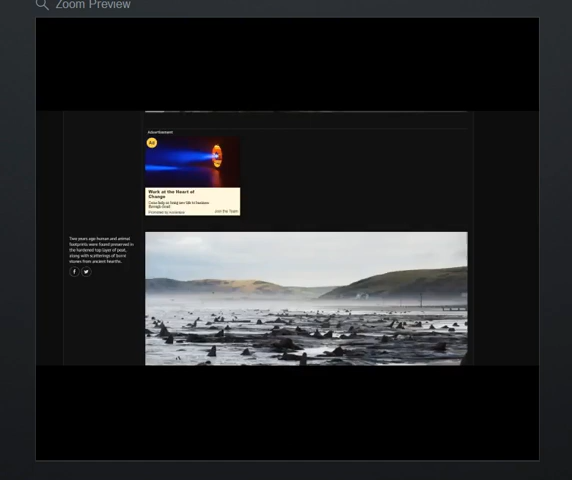 Zoom Preview
Advertisement
Ad
Work at the Heart of
Change
Join the Team
Two years ago human and animal
footprints were found preserved in
the hardened top layer of peat,
along with scatterings of burnt
stones from ancient hearths.